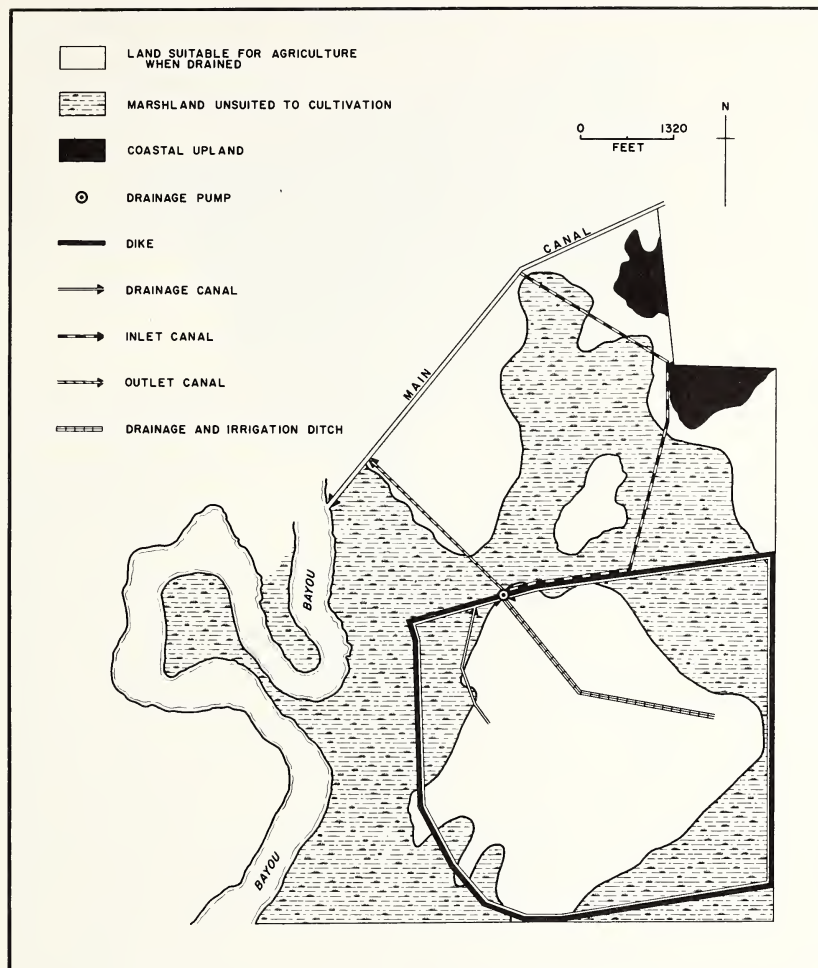 LAND SUITABLE FOR AGRICULTURE
WHEN DRAINED
MARSHLAND UNSUITED TO CULTIVATION
COASTAL UPLAND
DRAINAGE PUMP
DIKE
DRAINAGE CANAL
INLET CANAL
OUTLET CANAL
DRAINAGE AND IRRIGATION DITCH
N
0 1320
FEET
CANAL
MAIN
BAYOU
BAYOU